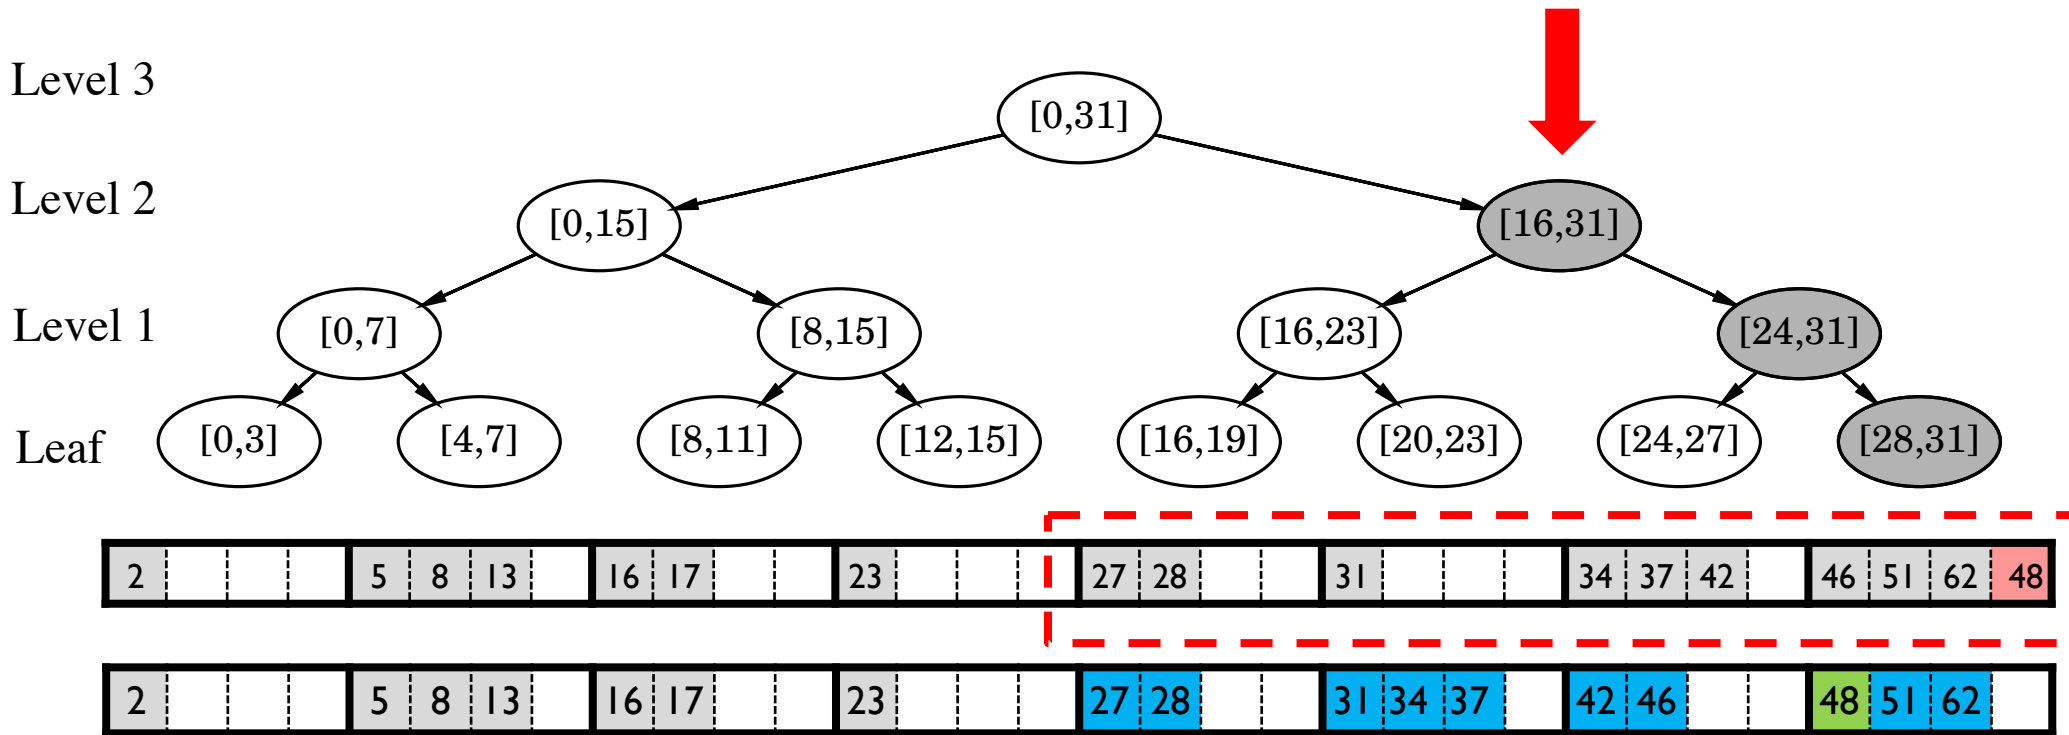 Level 3
[0,31]
Level 2
[0,15] [16,31]
Level 1
[0,7] [8,15] [16,23] [24,31]
Leaf
[0,3] [4,7] [8,11] [12,15] [16,19] [20,23] [24,27] [28,31]
2 5 8 13 16 17 23 27 28 31 34 37 42 46 51 62 48
2 5 8 13 16 17 23 27 28 31 34 37 42 46 48 51 62